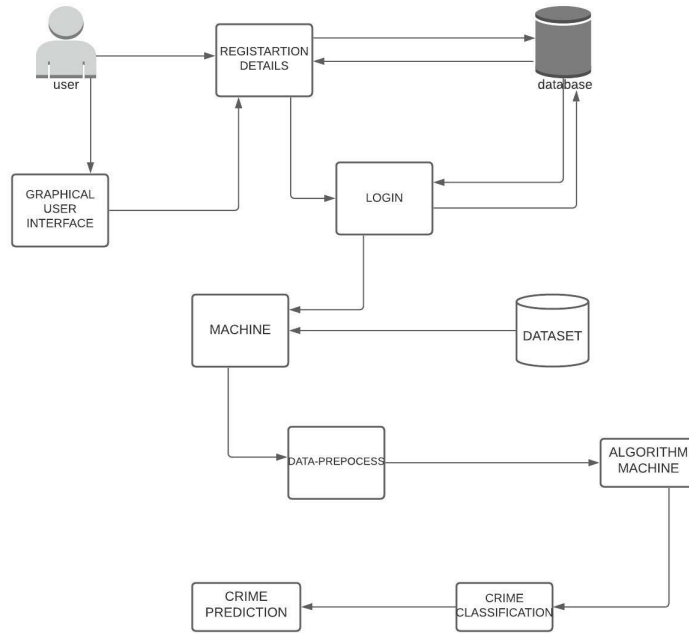 REGISTARTION
DETAILS
user
database
GRAPHICAL
USER
INTERFACE
LOGIN
MACHINE
DATASET
DATA-PREPOCESS
ALGORITHM
MACHINE
CRIME
PREDICTION
CRIME
CLASSIFICATION